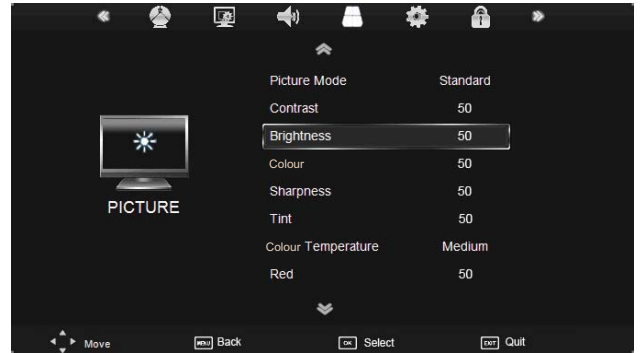 Picture Mode Standard
Contrast 50
Brightness 50
Colour 50
Sharpness 50
PICTURE
Tint 50
Colour Temperature Medium
Red 50
Move MENU Back OK Select EXIT Quit